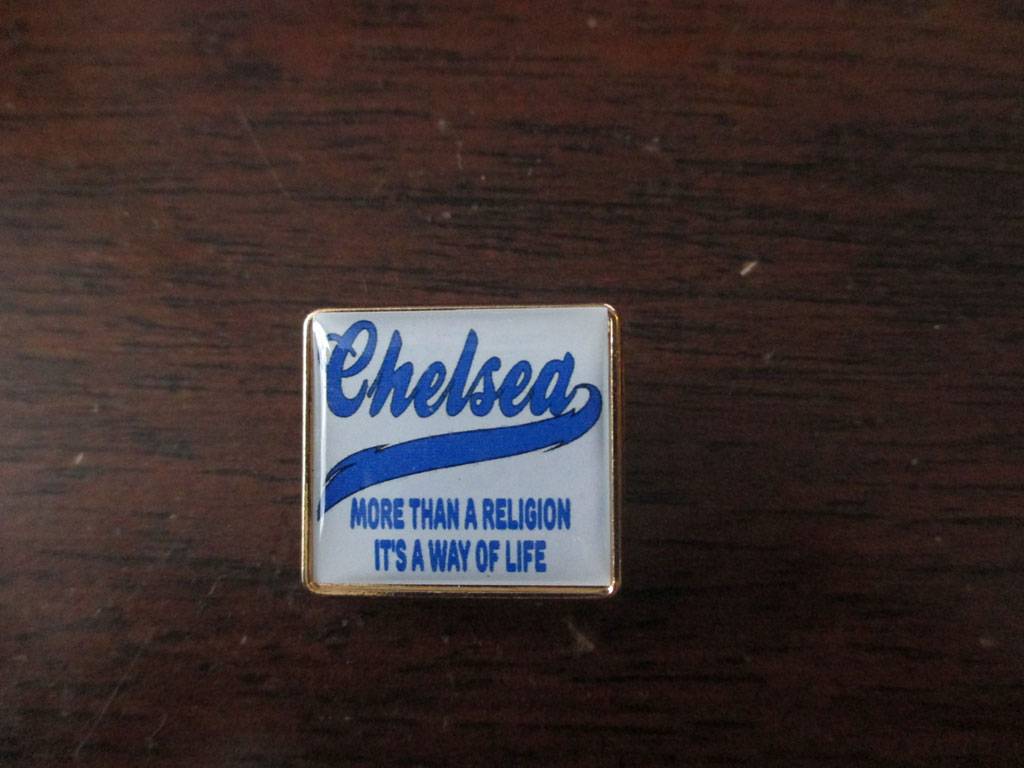 Chelsea
MORE THAN A RELIGION
IT'S A WAY OF LIFE